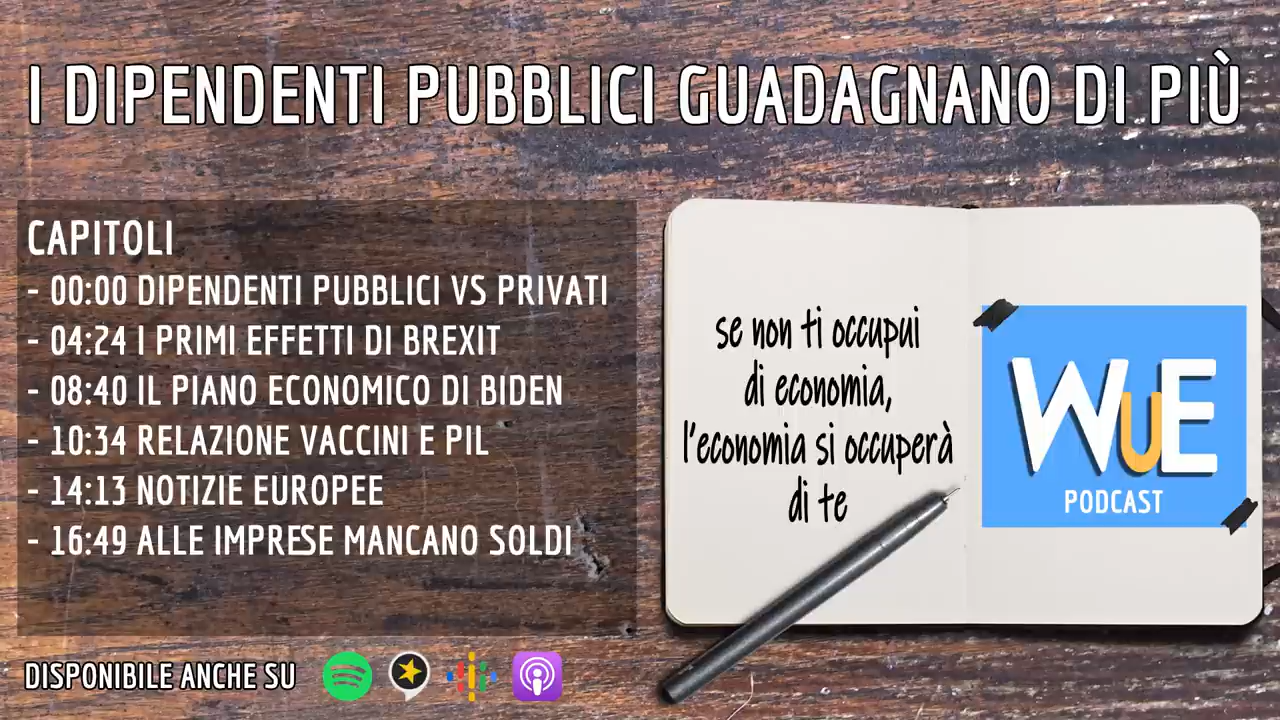 I DIPENDENTI PUBBLICI GUADAGNANO DI PIÙ
CAPITOLI
- 00:00 DIPENDENTI PUBBLICI VS PRIVATI
- 04:24 I PRIMI EFFETTI DI BREXIT
- 08:40 IL PIANO ECONOMICO DI BIDEN
- 10:34 RELAZIONE VACCINI E PIL
- 14:13 NOTIZIE EUROPEE
- 16:49 ALLE IMPRESE MANCANO SOLDI
DISPONIBILE ANCHE SU
se non ti occupui
di economia,
l'economia si occuperà
di te
WuE
PODCAST